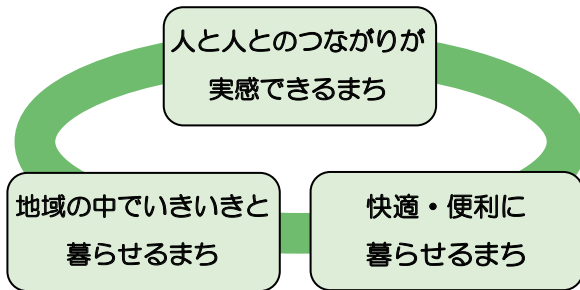 人と人とのつながりが
実感できるまち
地域の中でいきいきと
暮らせるまち
快適・便利に
暮らせるまち